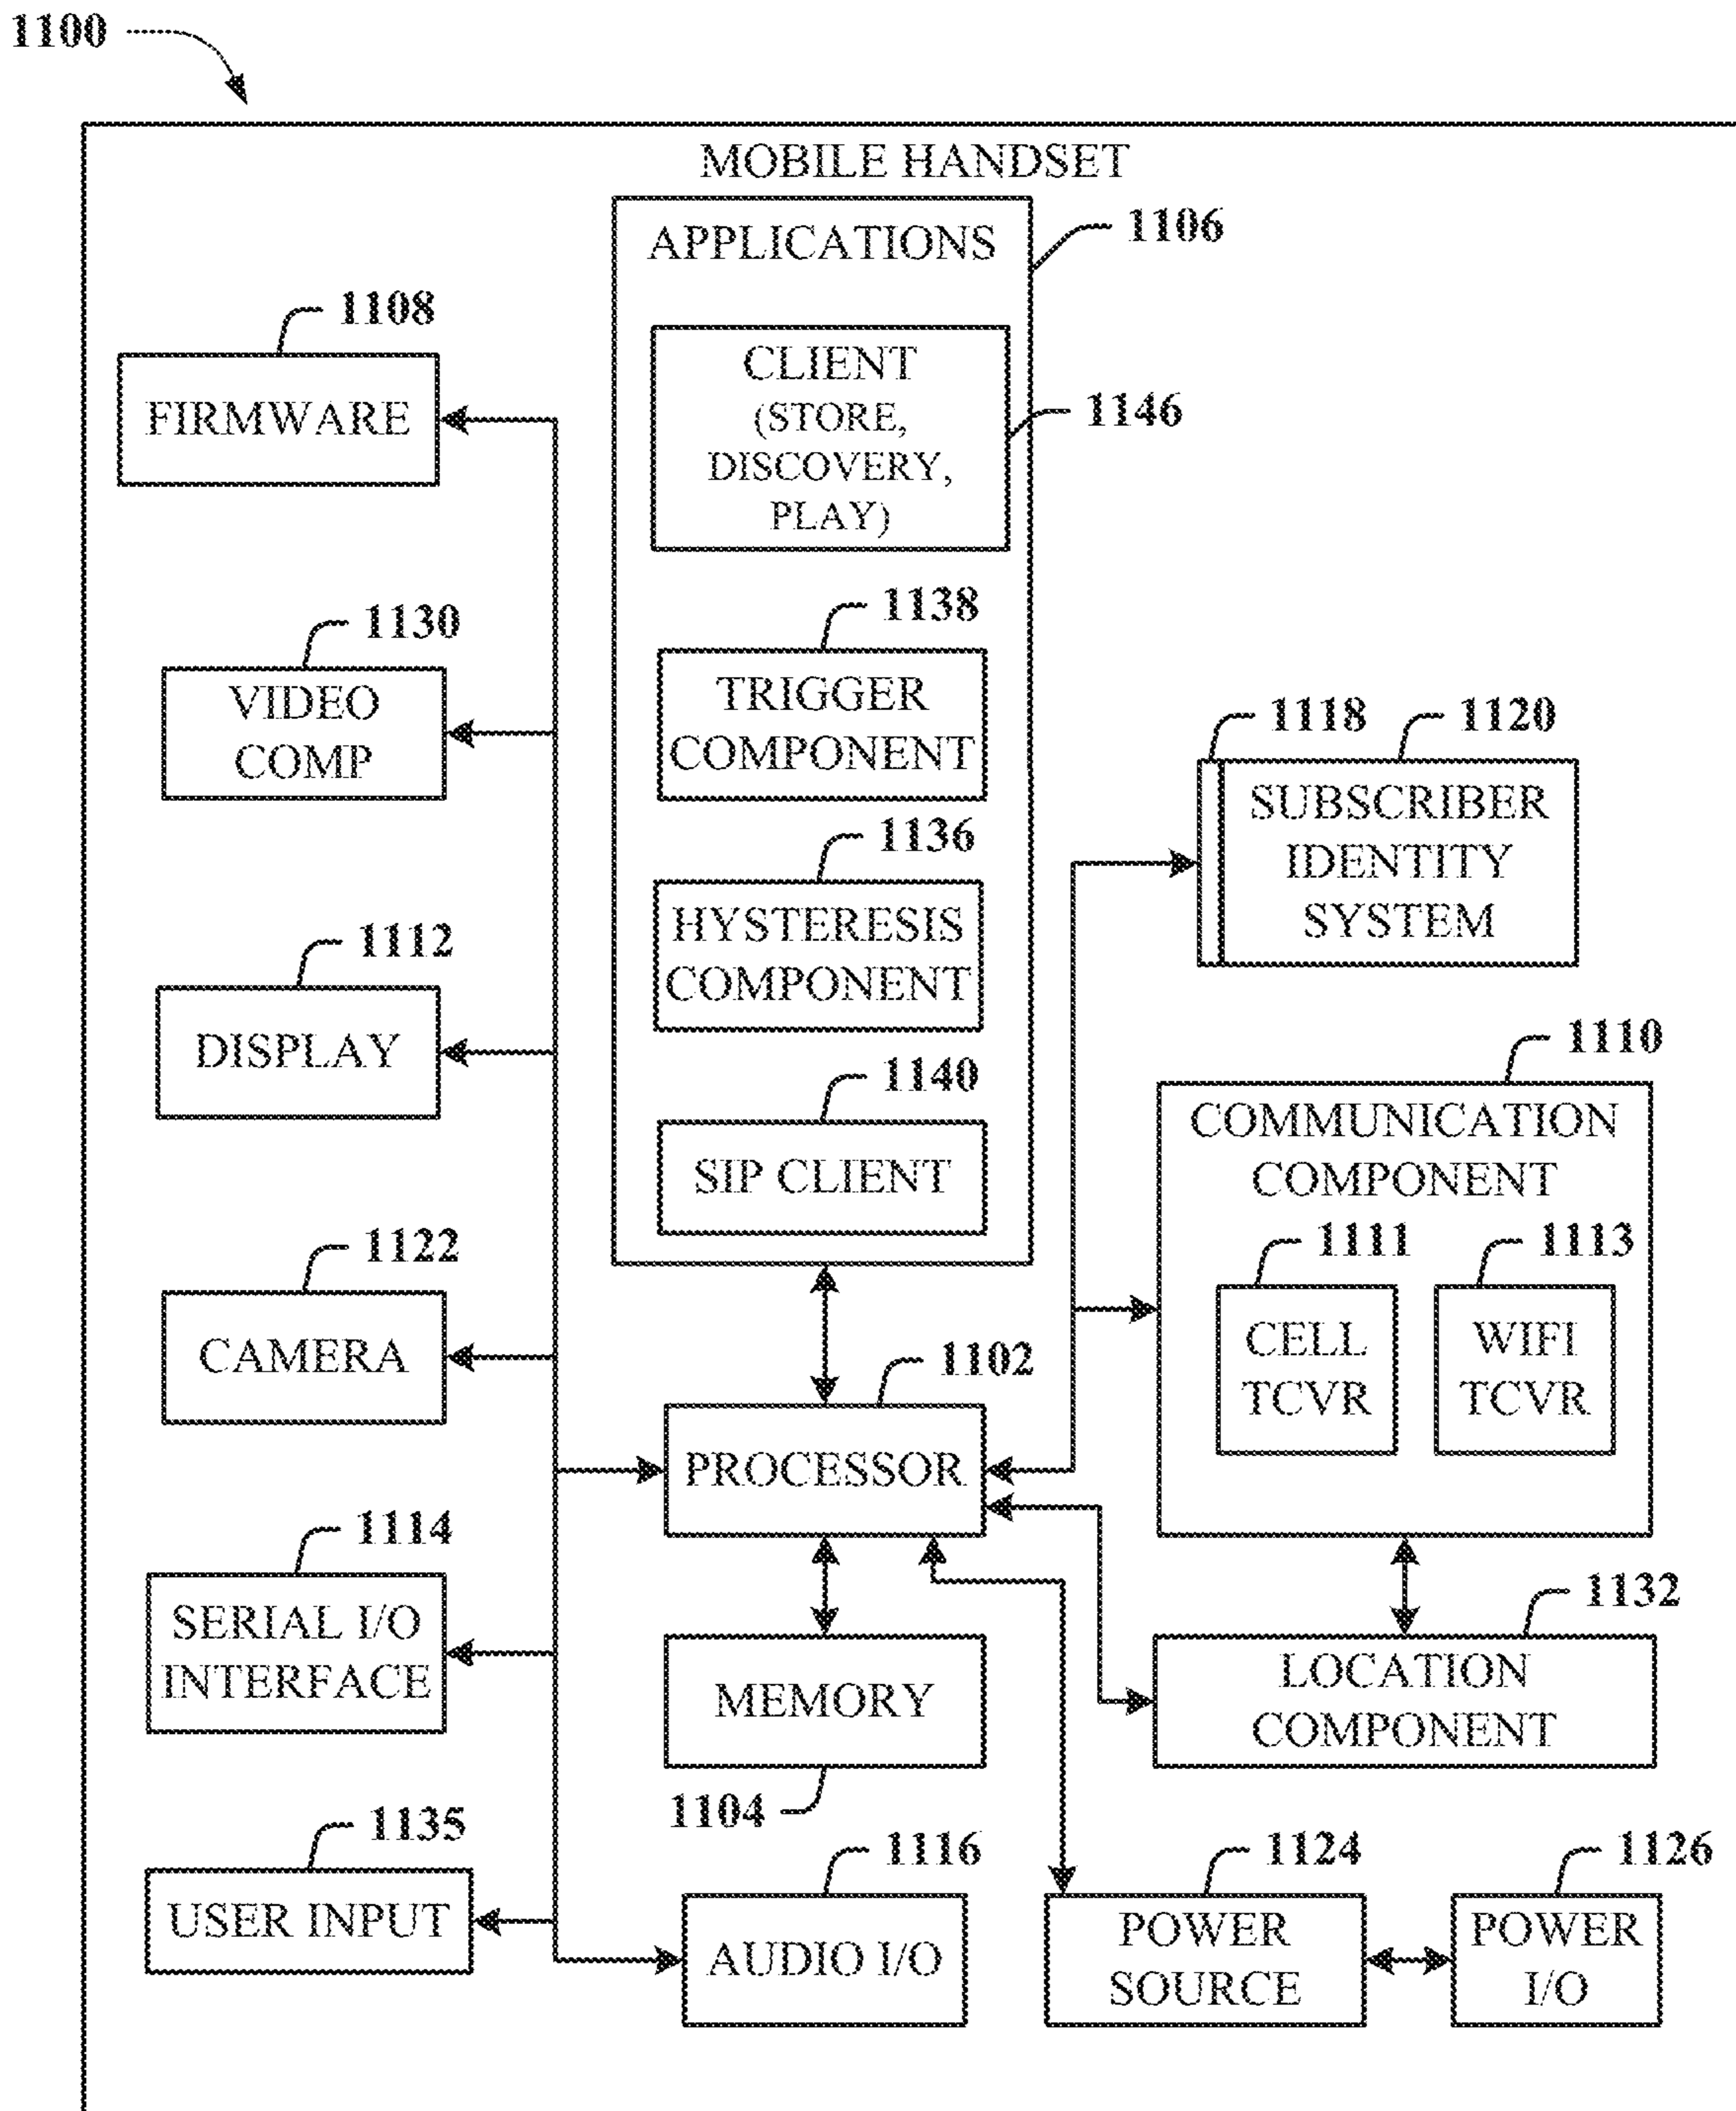 1100
MOBILE HANDSET
APPLICATIONS
1106
CLIENT
(STORE,
DISCOVERY,
PLAY)
1146
1108
FIRMWARE
1138
TRIGGER
COMPONENT
1130
VIDEO
COMP
1118
1120
SUBSCRIBER
IDENTITY
SYSTEM
1136
HYSTERESIS
COMPONENT
1112
DISPLAY
1140
SIP CLIENT
1110
COMMUNICATION
COMPONENT
1111
CELL
TCVR
1113
WIFI
TCVR
1122
CAMERA
1102
PROCESSOR
1114
SERIAL I/O
INTERFACE
MEMORY
1104
1132
LOCATION
COMPONENT
1135
USER INPUT
1116
AUDIO I/O
1124
POWER
SOURCE
1126
POWER
I/O